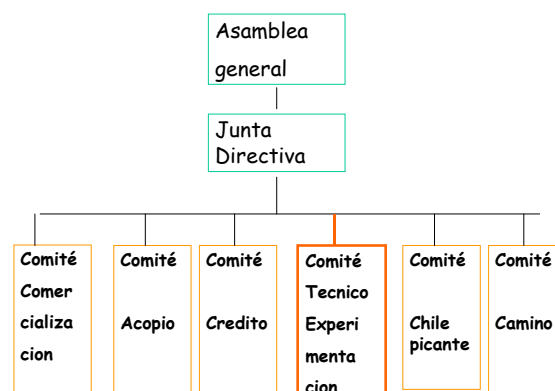 Asamblea
general
Junta
Directiva
Comité
Comer
cializa
cion
Comité
Acopio
Comité
Credito
Comité
Tecnico
Experi
menta
cion
Comité
Chile
picante
Comité
Camino